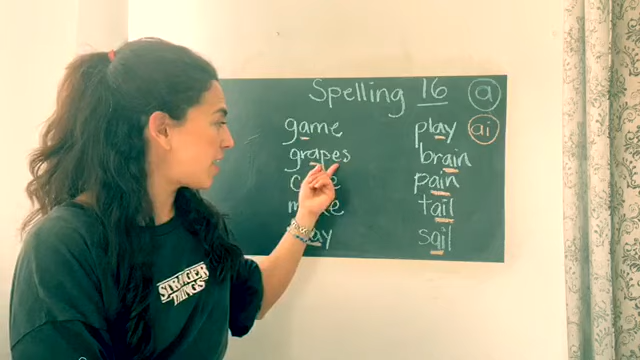 Spelling 16
a
ai
game
grapes
play
brain
pain
tail
sail
STRANGER
THINGS